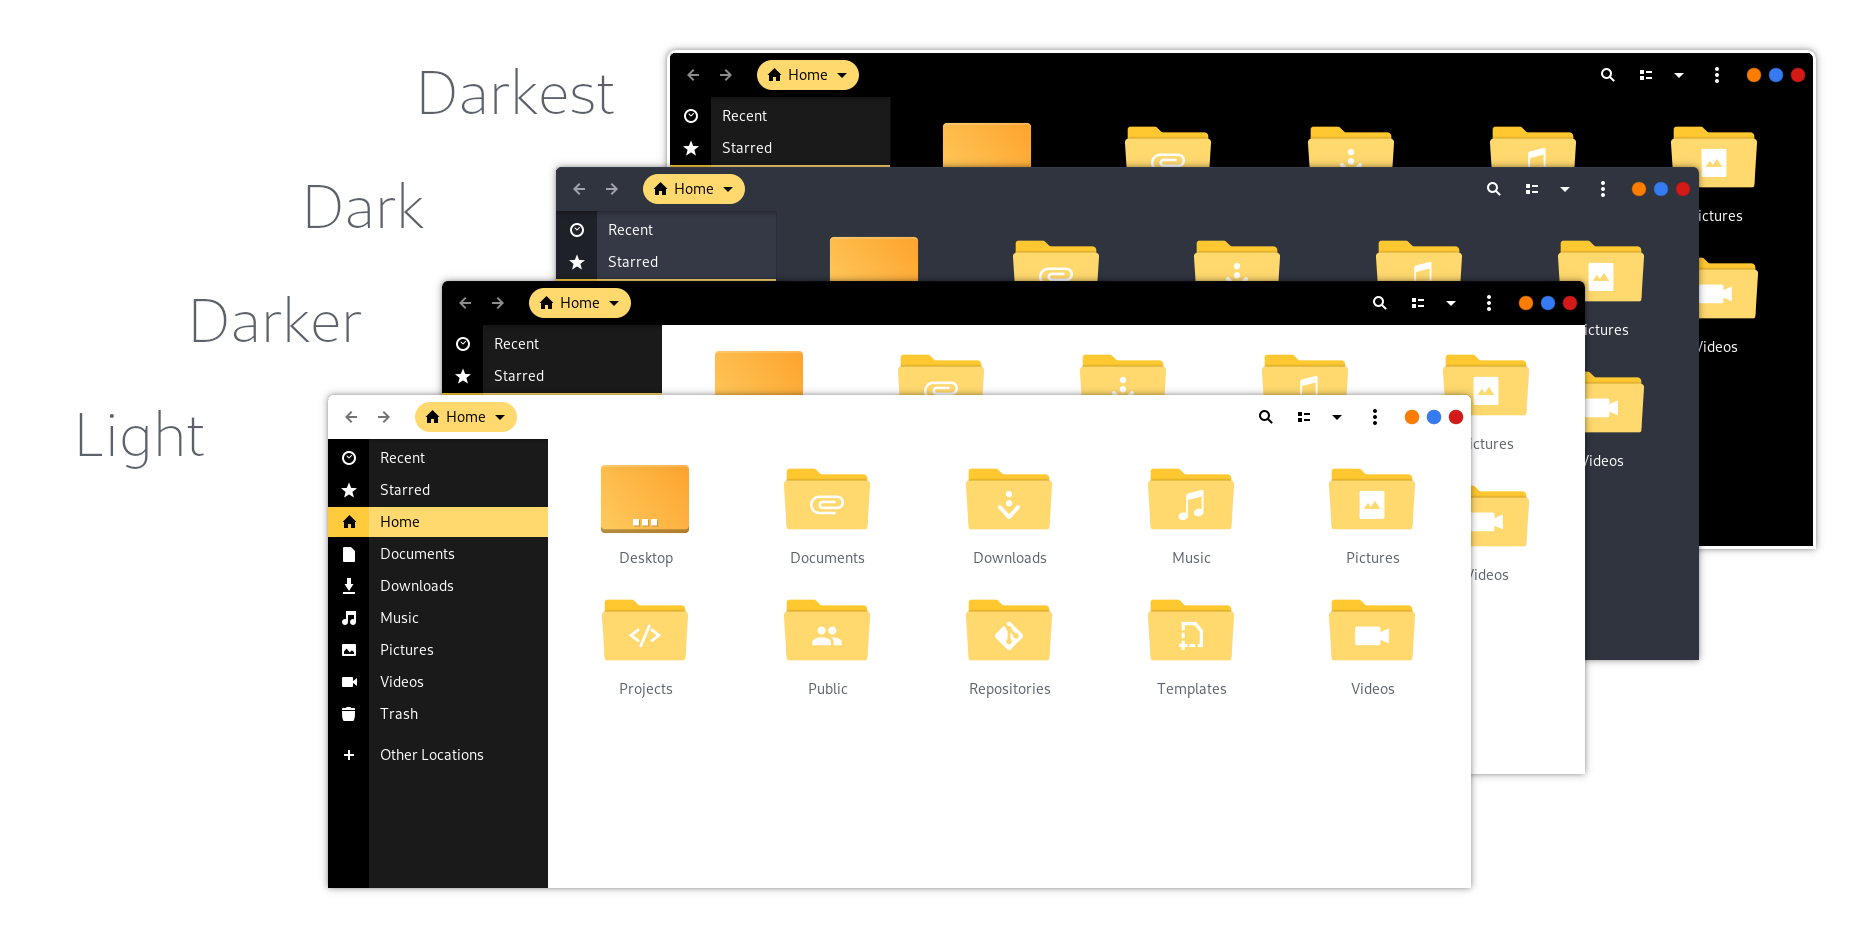 Darkest
Home
Recent
Starred
ictures
Videos
Dark
Home
Recent
Starred
ictures
Videos
Darker
Home
Recent
Starred
ictures
Videos
Light
Home
Recent
Starred
Home
Documents
Downloads
Music
Pictures
Videos
Trash
Other Locations
Desktop
Documents
Downloads
Music
Pictures
Projects
Public
Repositories
Templates
Videos